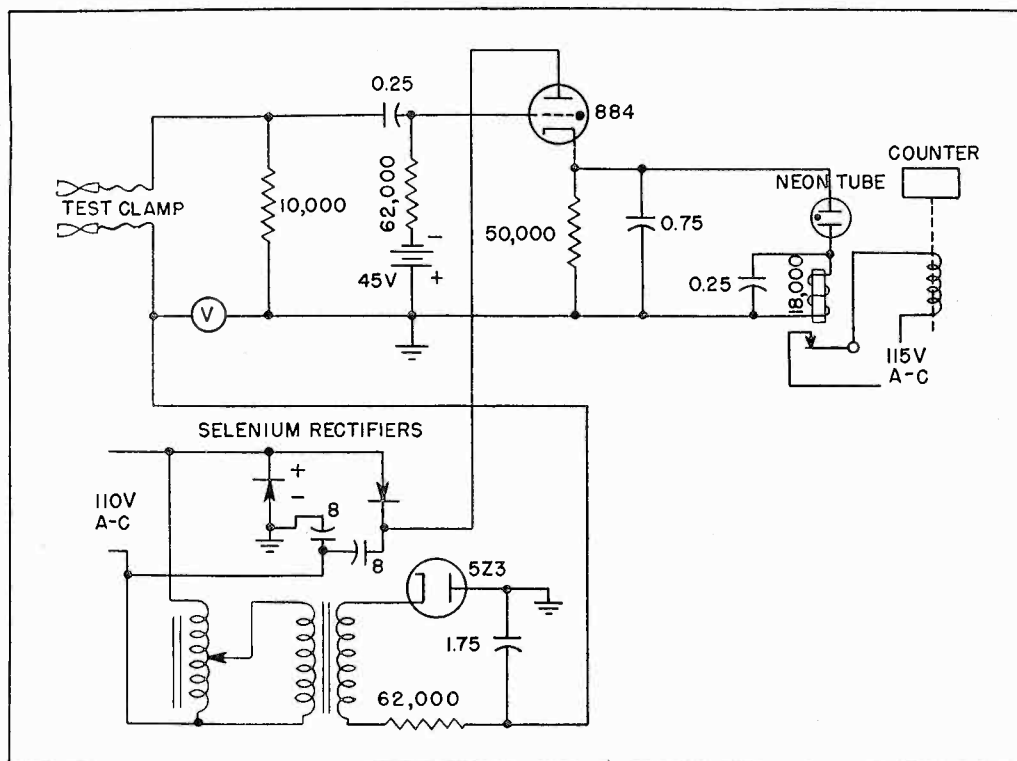 0.25
884
COUNTER
NEON TUBE
TEST CLAMP
10,000
62,000
-
45V
+
50,000
0.75
0.25
18,000
V
115V
A-C
SELENIUM RECTIFIERS
+
-
110V
A-C
8
8
5Z3
1.75
62,000